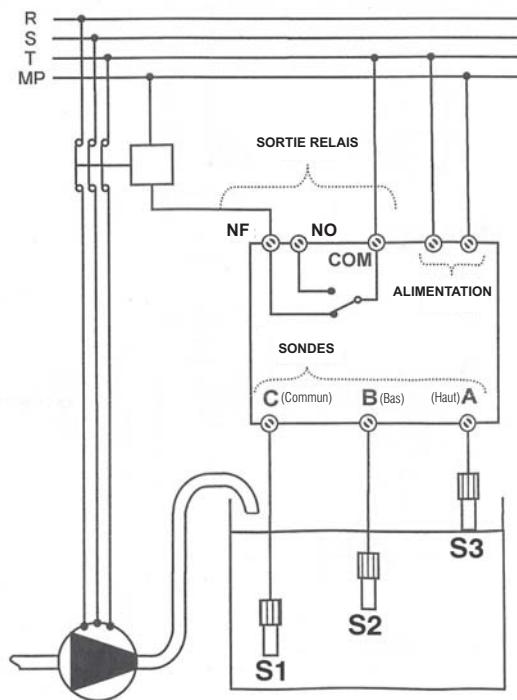 R
S
T
MP
SORTIE RELAIS
NF
NO
COM
ALIMENTATION
SONDES
C (Commun)
B (Bas)
(Haut) A
S3
S2
S1